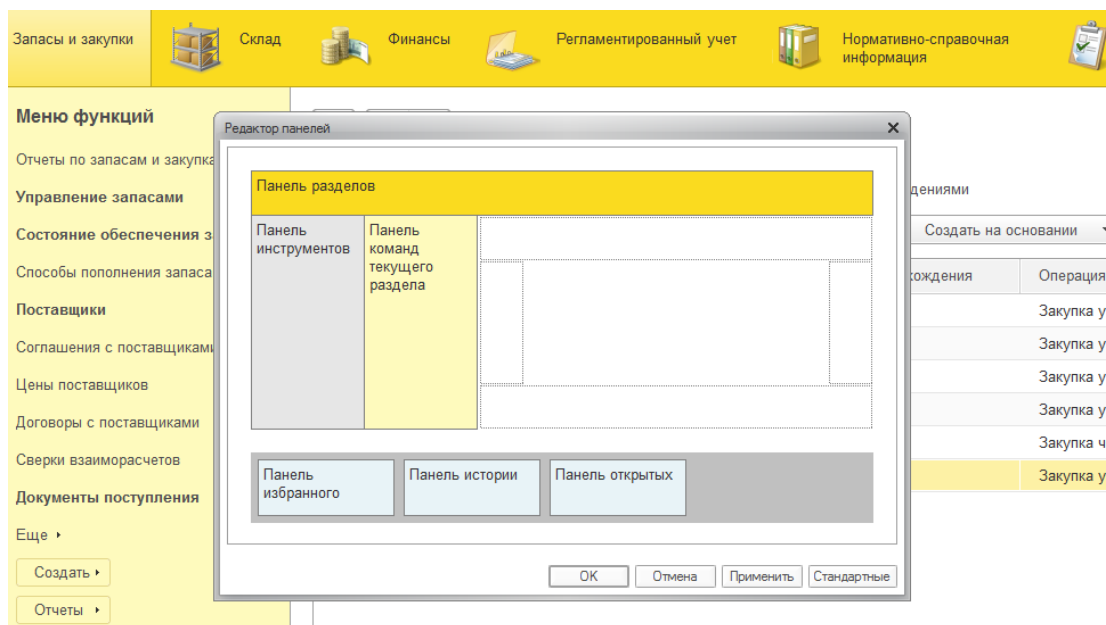 Запасы и закупки
Склад
Финансы
Регламентированный учет
Нормативно-справочная
информация
Меню функций
Отчеты по запасам и закупка
Управление запасами
Состояние обеспечения з
Способы пополнения запаса
Поставщики
Соглашения с поставщиками
Цены поставщиков
Договоры с поставщиками
Сверки взаиморасчетов
Документы поступления
Еще
Создать
Отчеты
Редактор панелей
Панель разделов
Панель
инструментов
Панель
команд
текущего
раздела
Панель
избранного
Панель истории
Панель открытых
OK
Отмена
Применить
Стандартные
дениями
Создать на основании
ождения
Операция
Закупка у
Закупка у
Закупка у
Закупка у
Закупка ч
Закупка у